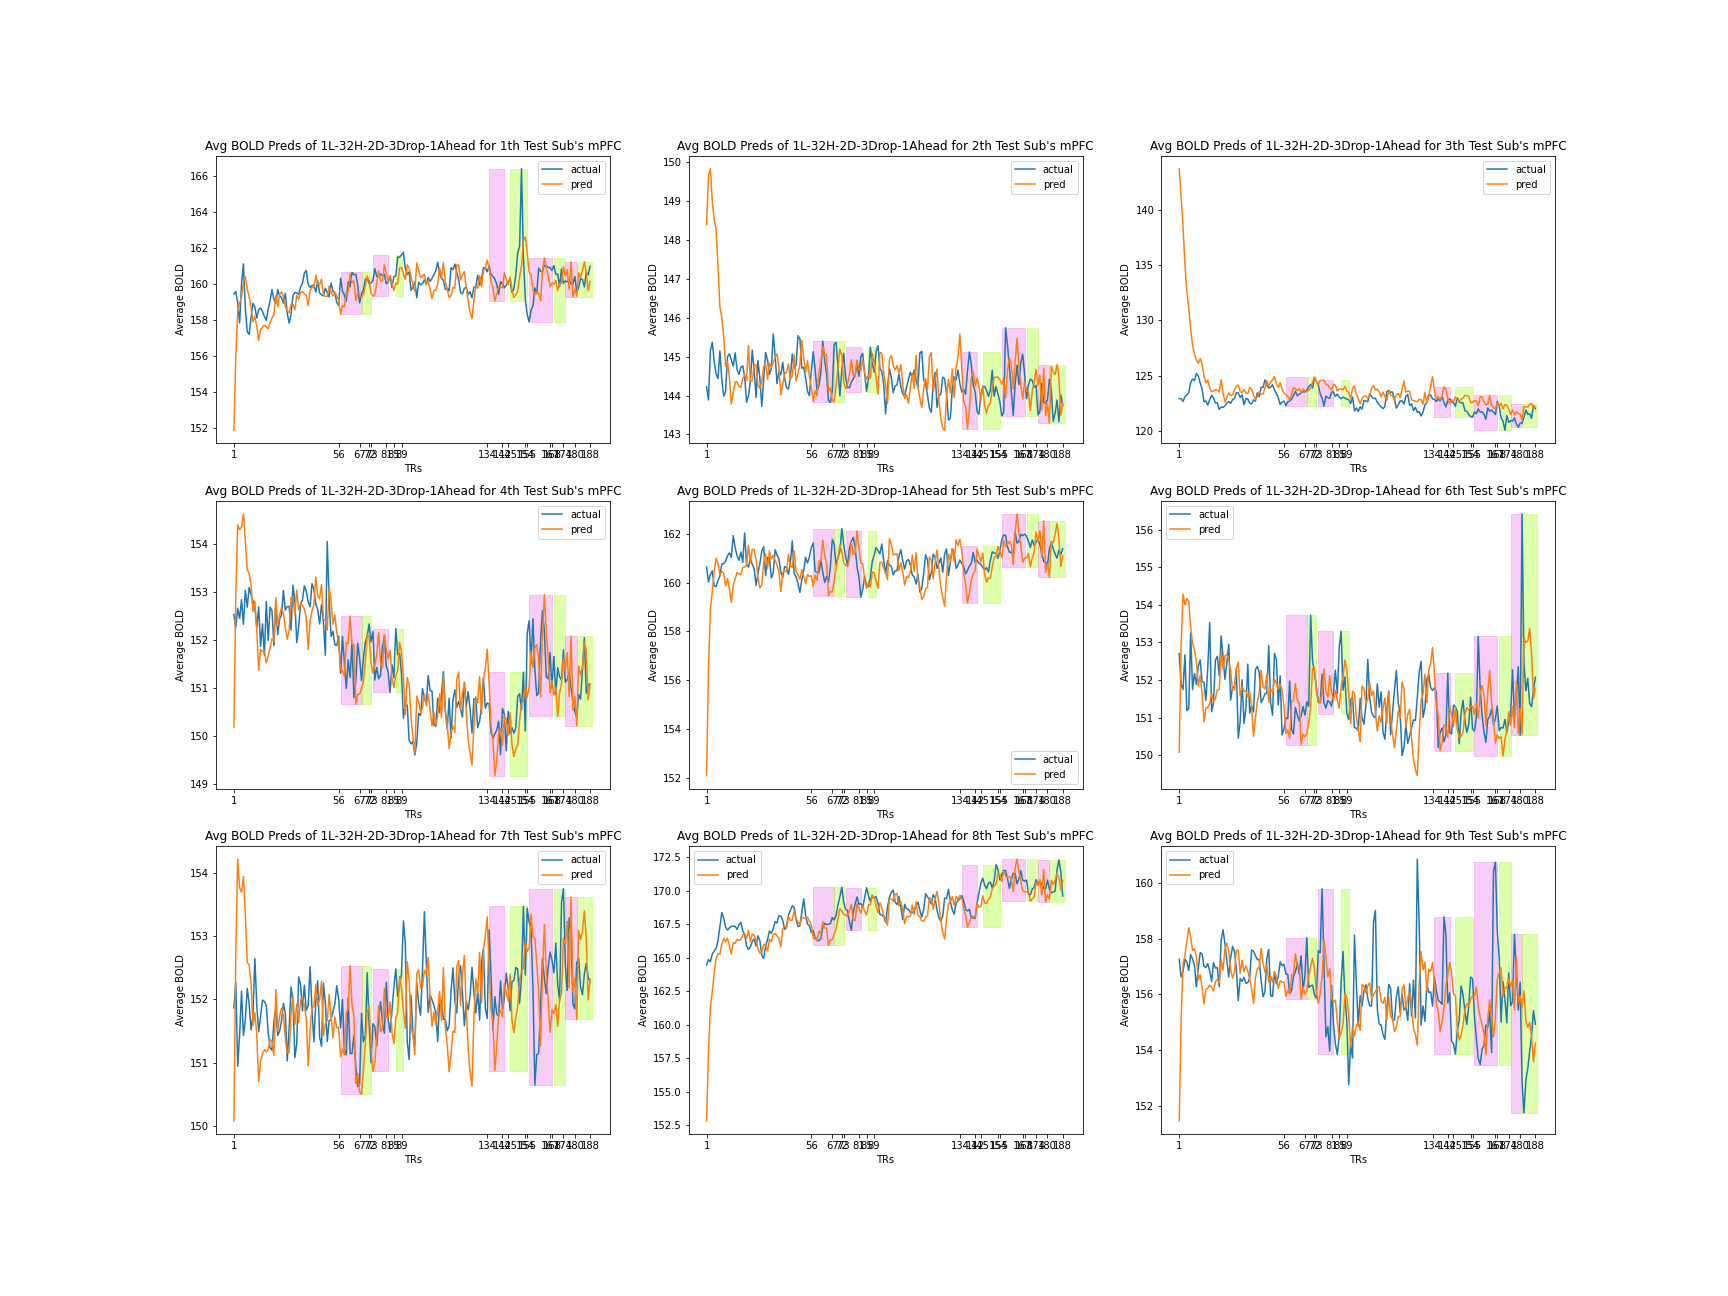 Avg BOLD Preds of 1L-32H-2D-3Drop-1Ahead for 1th Test Sub's mPFC
Avg BOLD Preds of 1L-32H-2D-3Drop-1Ahead for 2th Test Sub's mPFC
Avg BOLD Preds of 1L-32H-2D-3Drop-1Ahead for 3th Test Sub's mPFC
actual
pred
166
164
162
160
158
156
154
152
Average BOLD
1
56
134
188
TRs
actual
pred
150
149
148
147
146
145
144
143
Average BOLD
1
56
134
188
TRs
actual
pred
140
135
130
125
120
Average BOLD
1
56
134
188
TRs
Avg BOLD Preds of 1L-32H-2D-3Drop-1Ahead for 4th Test Sub's mPFC
Avg BOLD Preds of 1L-32H-2D-3Drop-1Ahead for 5th Test Sub's mPFC
Avg BOLD Preds of 1L-32H-2D-3Drop-1Ahead for 6th Test Sub's mPFC
actual
pred
154
153
152
151
150
149
Average BOLD
1
56
134
188
TRs
162
160
158
156
154
152
Average BOLD
actual
pred
1
56
134
188
TRs
actual
pred
156
155
154
153
152
151
150
Average BOLD
1
56
134
188
TRs
Avg BOLD Preds of 1L-32H-2D-3Drop-1Ahead for 7th Test Sub's mPFC
Avg BOLD Preds of 1L-32H-2D-3Drop-1Ahead for 8th Test Sub's mPFC
Avg BOLD Preds of 1L-32H-2D-3Drop-1Ahead for 9th Test Sub's mPFC
actual
pred
154
153
152
151
150
Average BOLD
1
56
134
188
TRs
actual
pred
172.5
170.0
167.5
165.0
162.5
160.0
157.5
155.0
152.5
Average BOLD
1
56
134
188
TRs
actual
pred
160
158
156
154
152
Average BOLD
1
56
134
188
TRs